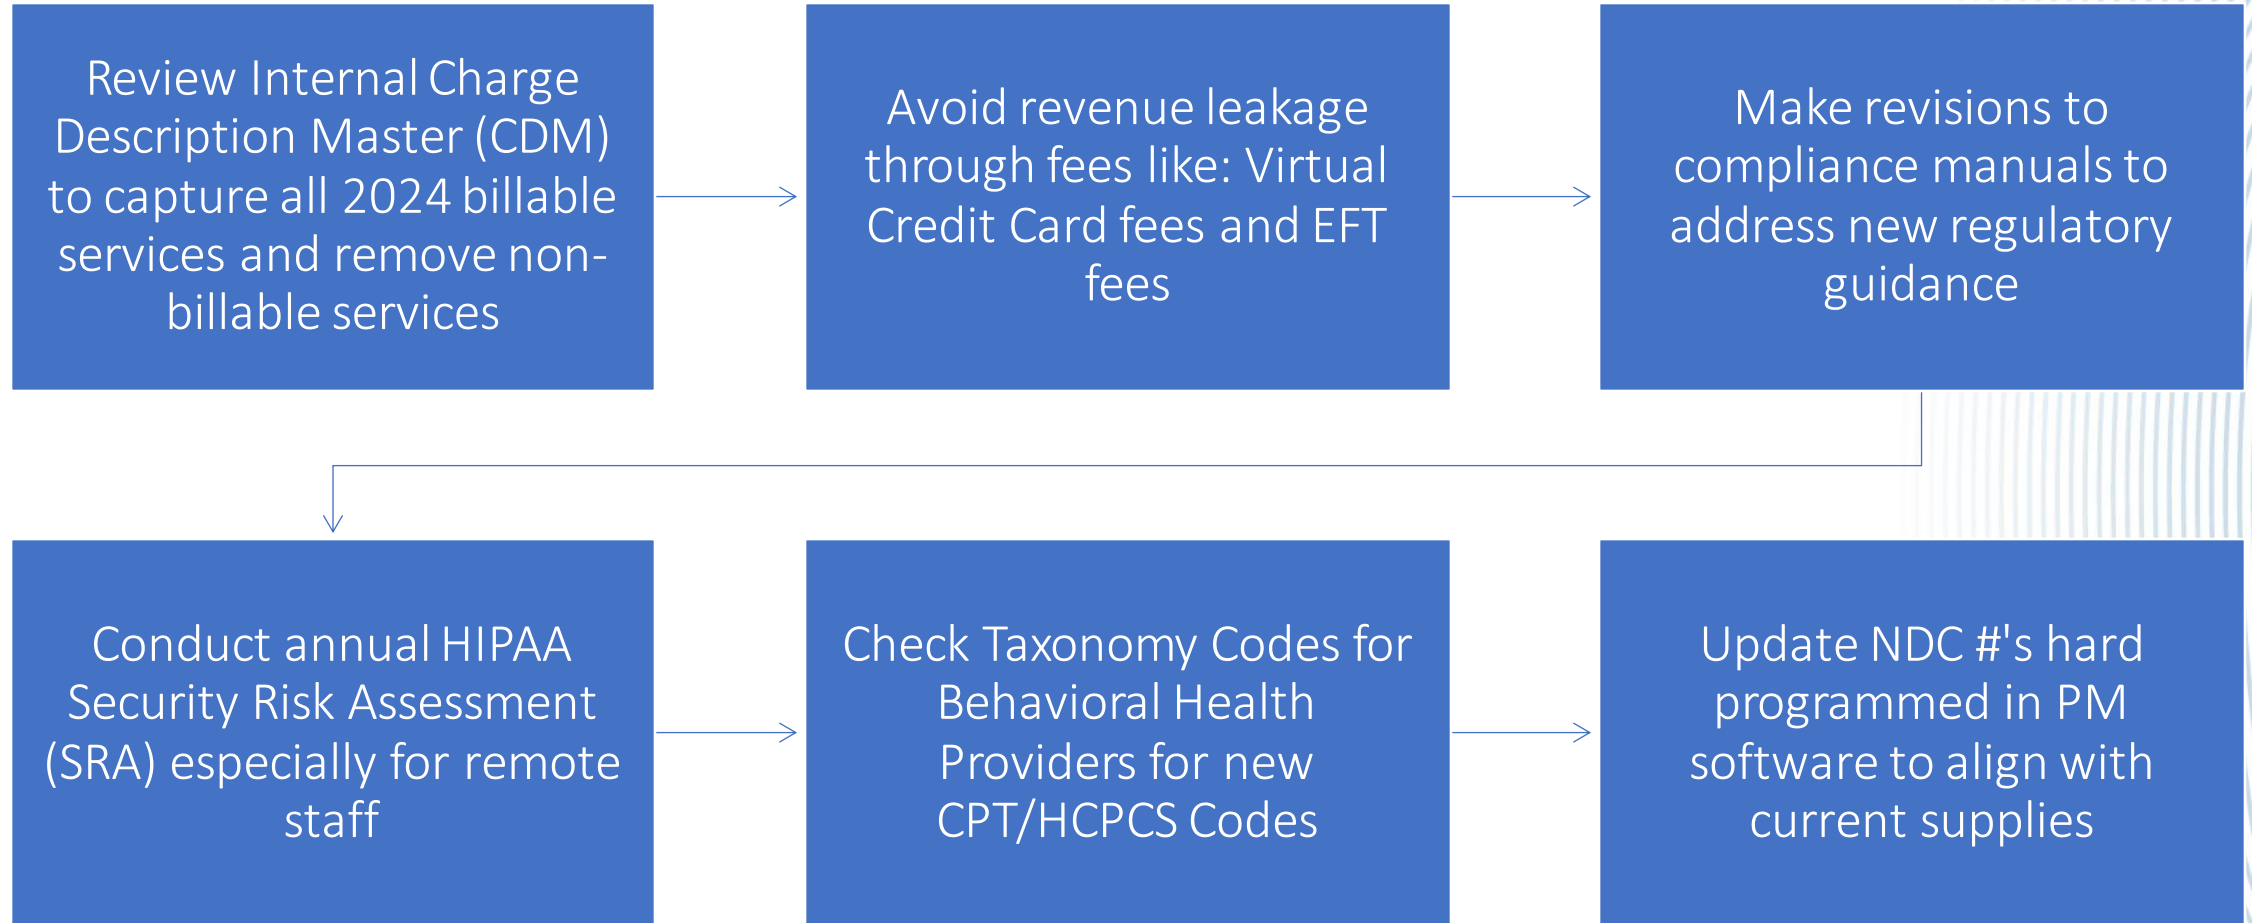 Review Internal Charge
Description Master (CDM)
to capture all 2024 billable
services and remove non-
billable services
Avoid revenue leakage
through fees like: Virtual
Credit Card fees and EFT
fees
Make revisions to
compliance manuals to
address new regulatory
guidance
Conduct annual HIPAA
Security Risk Assessment
(SRA) especially for remote
staff
Check Taxonomy Codes for
Behavioral Health
Providers for new
CPT/HCPCS Codes
Update NDC #'s hard
programmed in PM
software to align with
current supplies